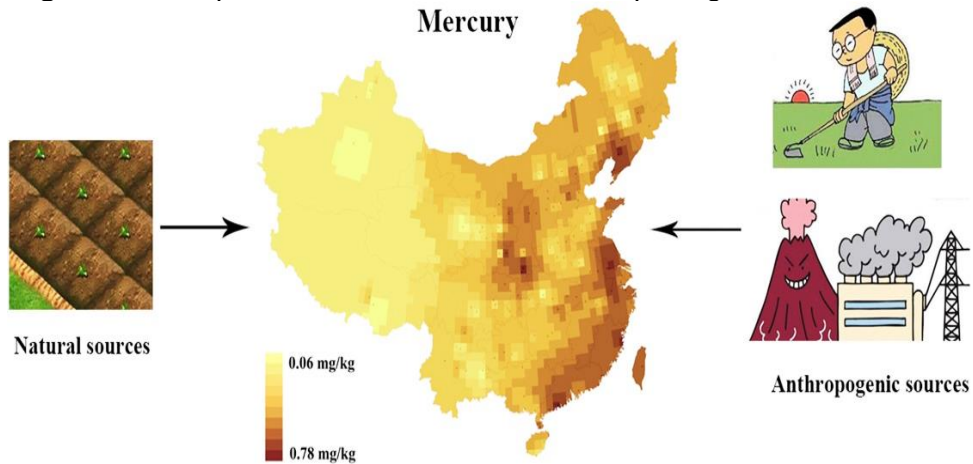 Mercury
Natural sources
0.06 mg/kg
0.78 mg/kg
Anthropogenic sources